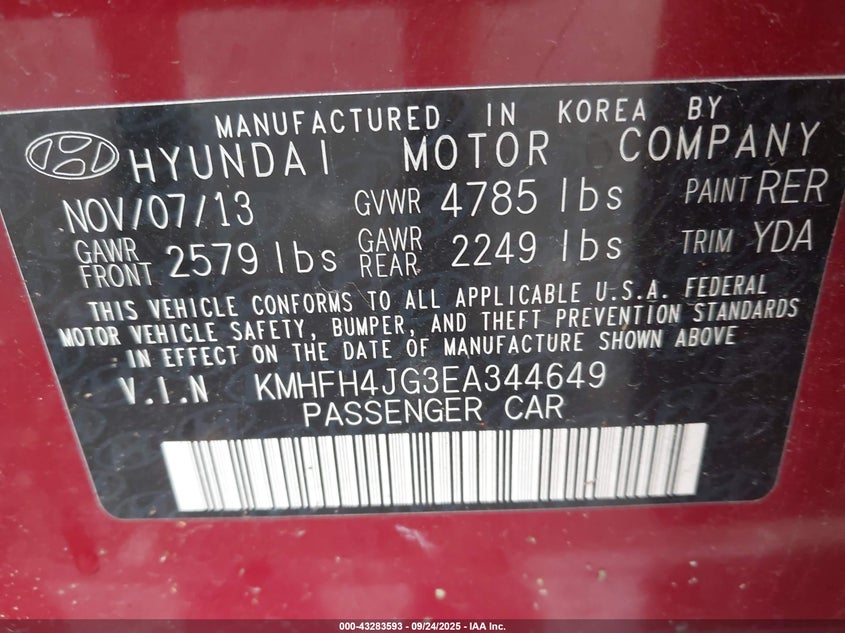 MANUFACTURED IN KOREA BY
HYUNDAI MOTOR COMPANY
NOV/07/13 GVWR 4785 lbs PAINT RER
GAWR FRONT 2579 lbs GAWR REAR 2249 lbs TRIM YDA
THIS VEHICLE CONFORMS TO ALL APPLICABLE U.S.A. FEDERAL
MOTOR VEHICLE SAFETY, BUMPER, AND THEFT PREVENTION STANDARDS
IN EFFECT ON THE DATE OF MANUFACTURE SHOWN ABOVE
V.I.N KMHFH4JG3EA344649
PASSENGER CAR
000-43283593 - 09/24/2025 - IAA Inc.